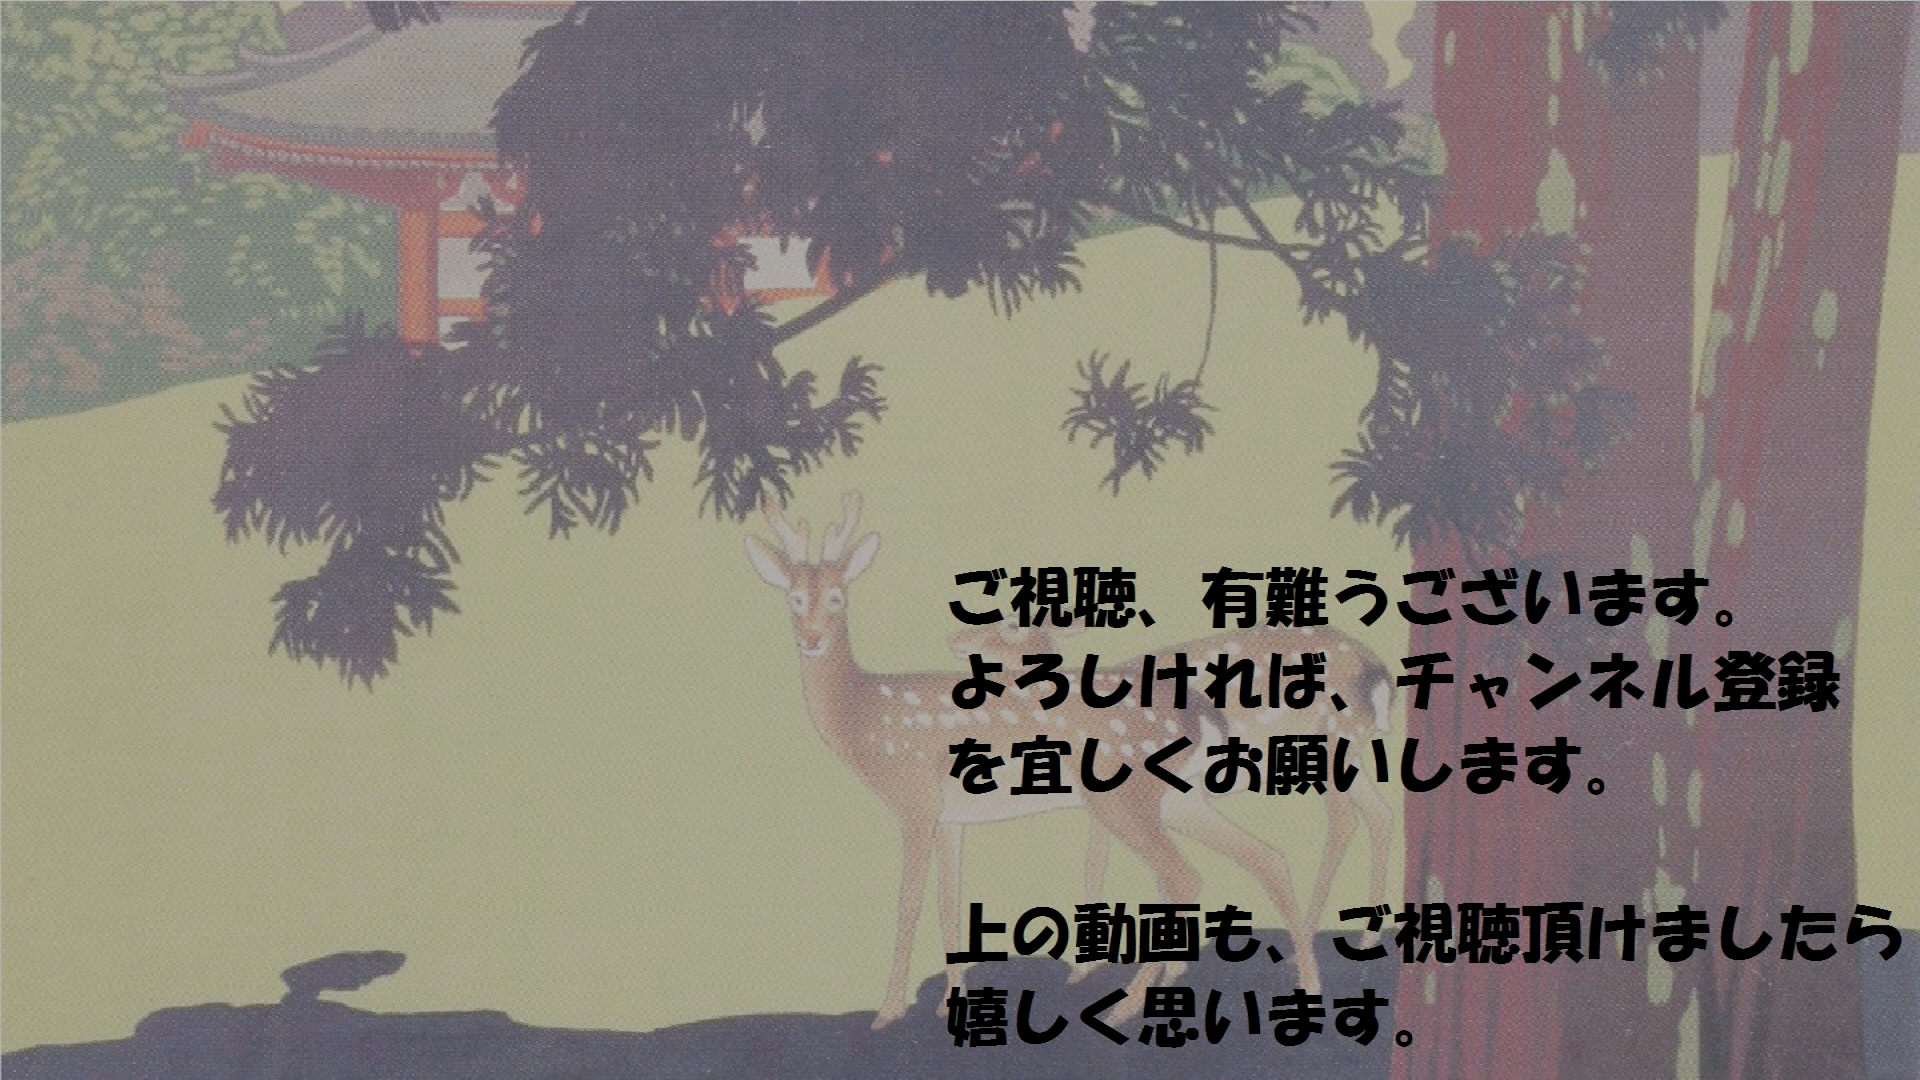 ご視聴、有難うございます。
よろしければ、チャンネル登録
を宜しくお願いします。
上の動画も、ご視聴頂けましたら
嬉しく思います。